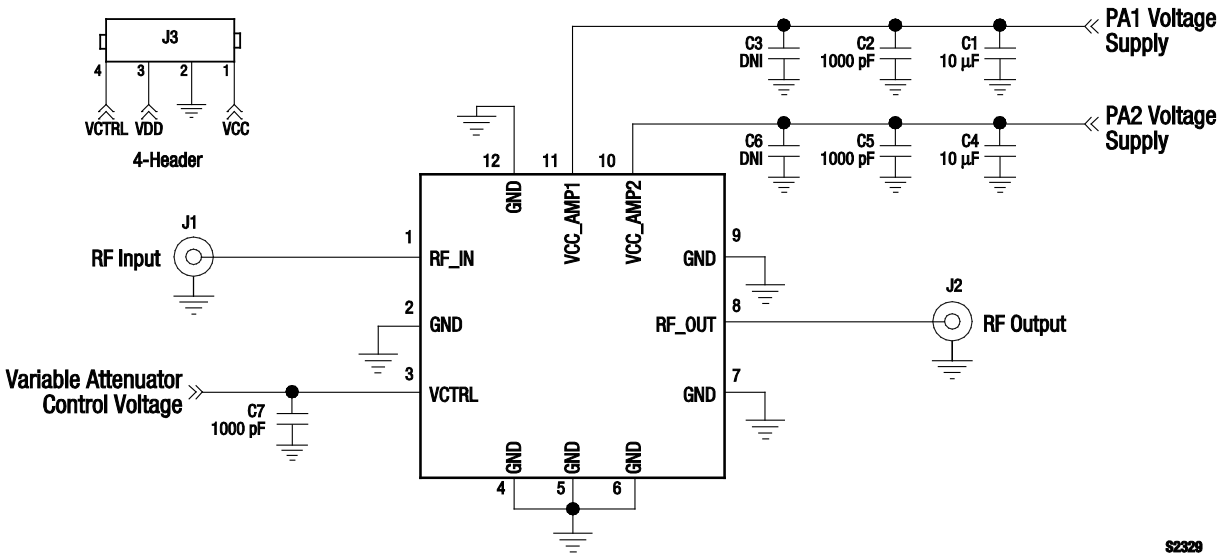 J3
4 3 2 1
VCTRL VDD VCC
4-Header
PA1 Voltage
Supply
C3
DNI
C2
1000 pF
C1
10 µF
PA2 Voltage
Supply
C6
DNI
C5
1000 pF
C4
10 µF
12 11 10
GND
VCC_AMP1
VCC_AMP2
J1
RF Input
1
RF_IN
2
GND
Variable Attenuator
Control Voltage
3
VCTRL
C7
1000 pF
9
GND
8
RF_OUT
J2
RF Output
7
GND
GND
GND
GND
4 5 6
S2329